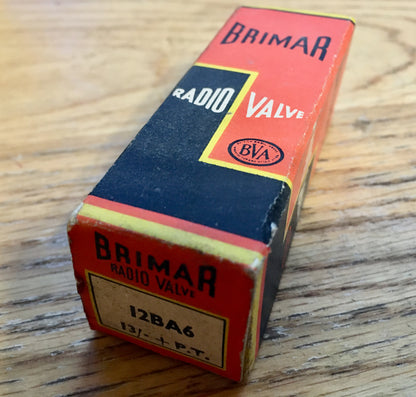 BRIMAR
RADIO VALVE
BVA
BRIMAR
RADIO VALVE
12BA6
13/- + P.T.